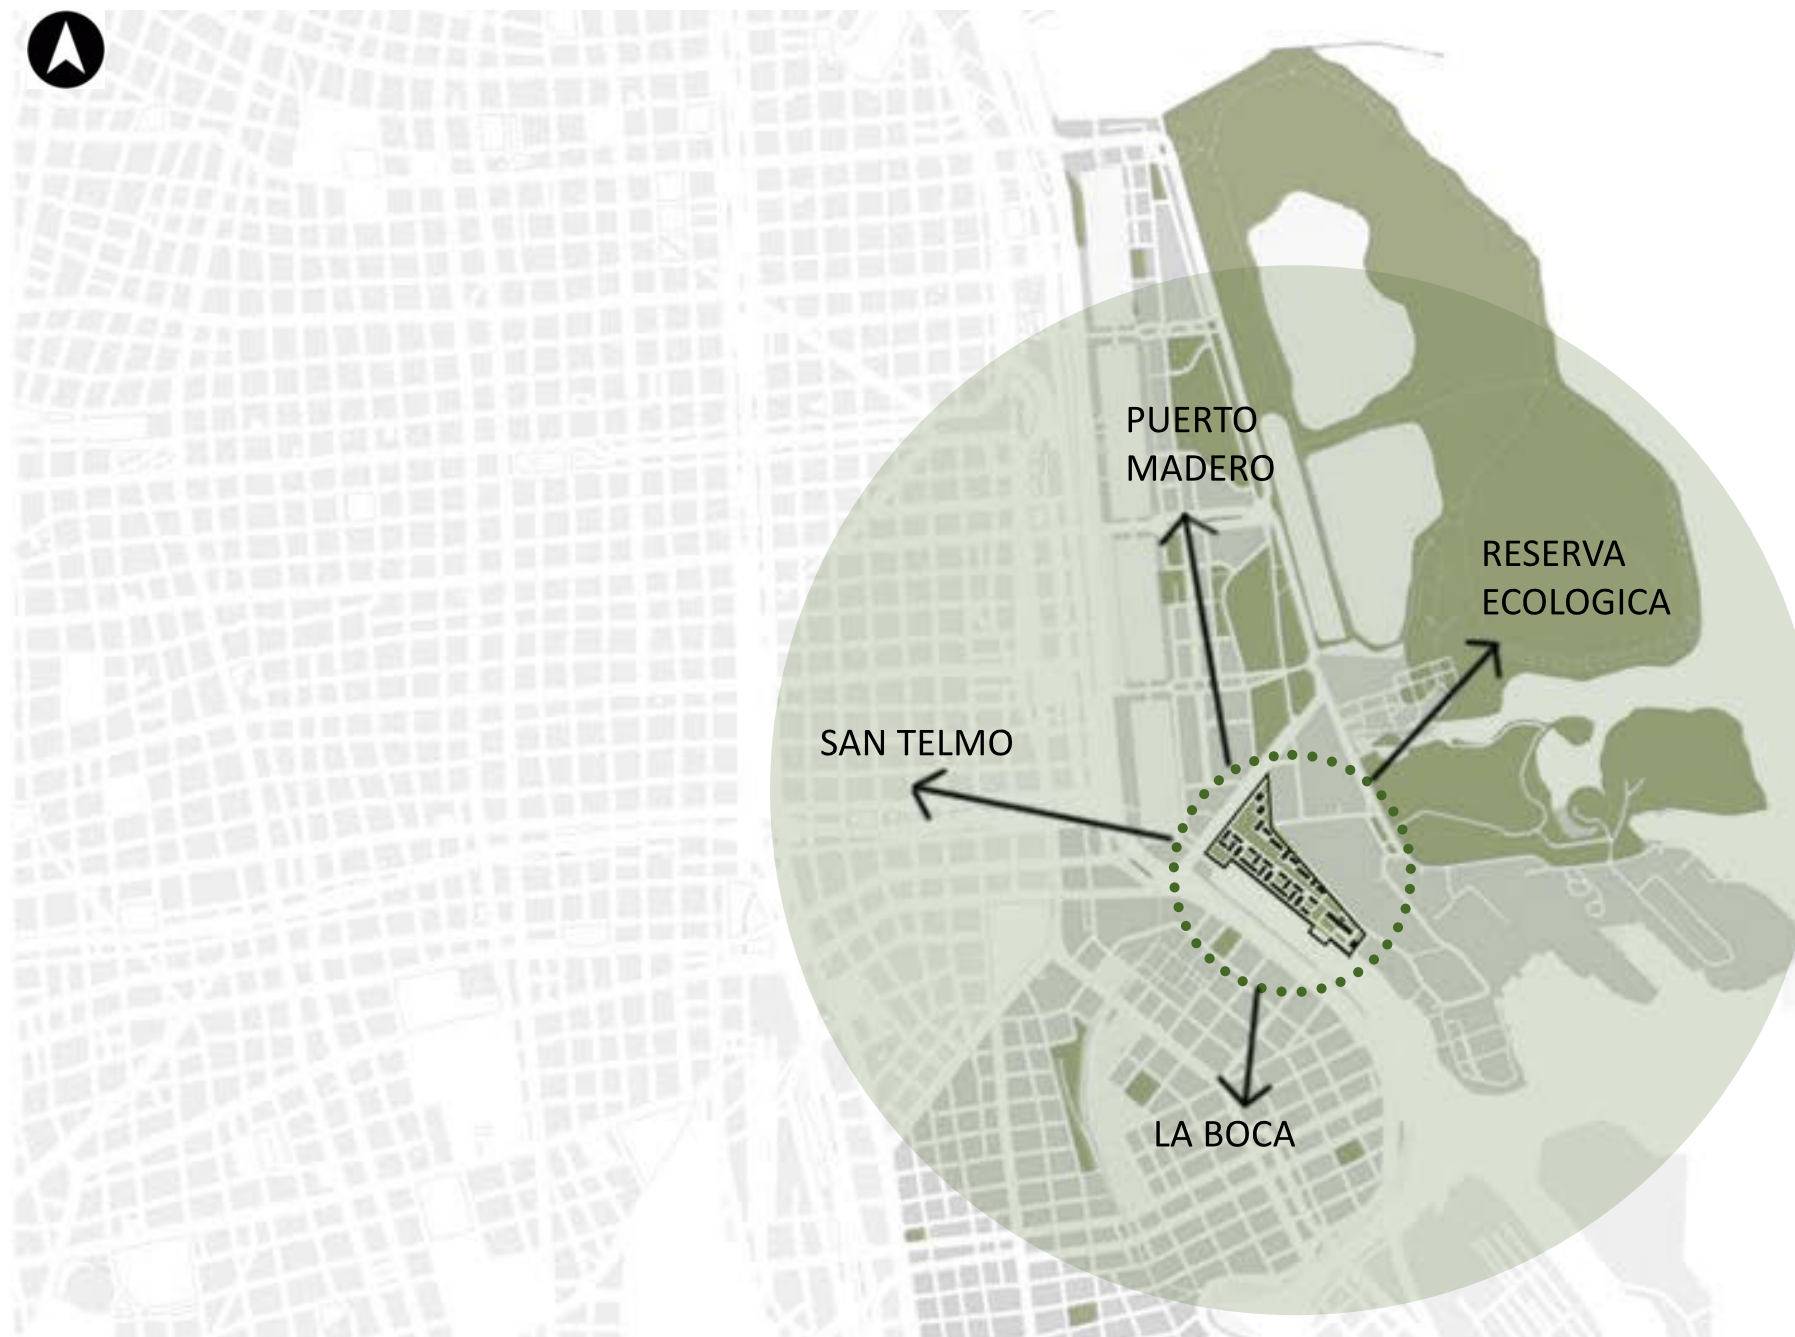 PUERTO
MADERO
RESERVA
ECOLOGICA
SAN TELMO
LA BOCA